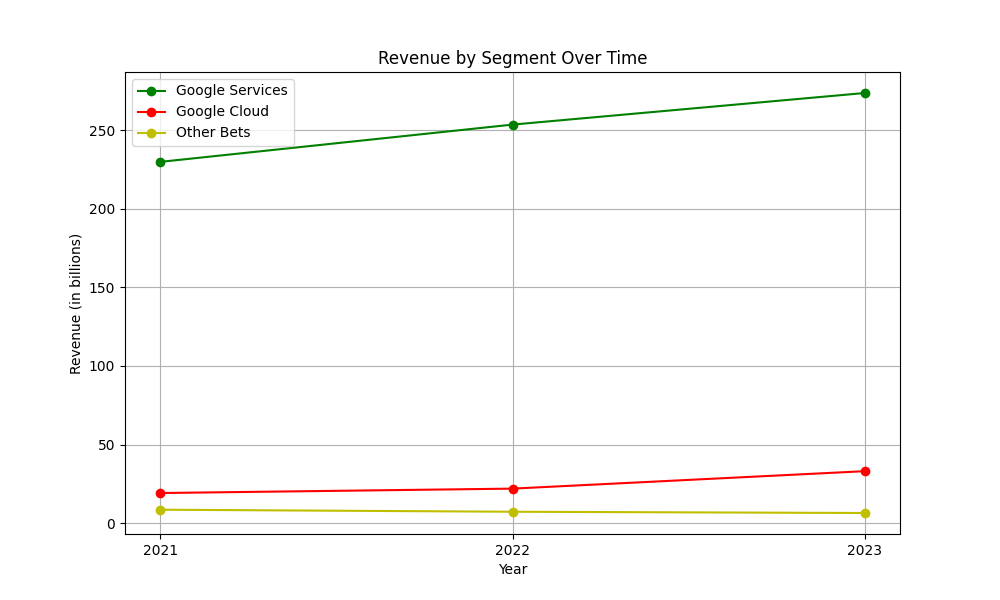 Revenue by Segment Over Time
Google Services
Google Cloud
Other Bets
Revenue (in billions)
250
200
150
100
50
0
2021 2022 2023
Year